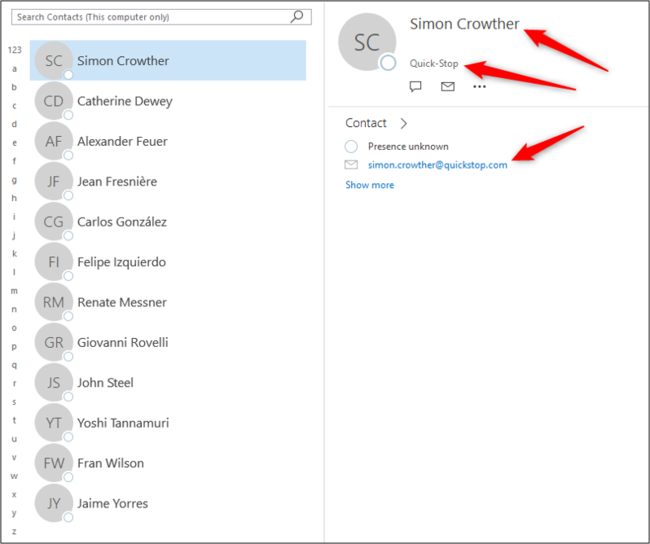 Search Contacts (This computer only)
123
a
b
c
d
e
f
g
h
i
j
k
l
m
n
o
p
q
r
s
t
u
v
w
x
y
z
SC Simon Crowther
CD Catherine Dewey
AF Alexander Feuer
JF Jean Fresnière
CG Carlos González
FI Felipe Izquierdo
RM Renate Messner
GR Giovanni Rovelli
JS John Steel
YT Yoshi Tannamuri
FW Fran Wilson
JY Jaime Yorres
SC
Simon Crowther
Quick-Stop
Contact
Presence unknown
simon.crowther@quickstop.com
Show more